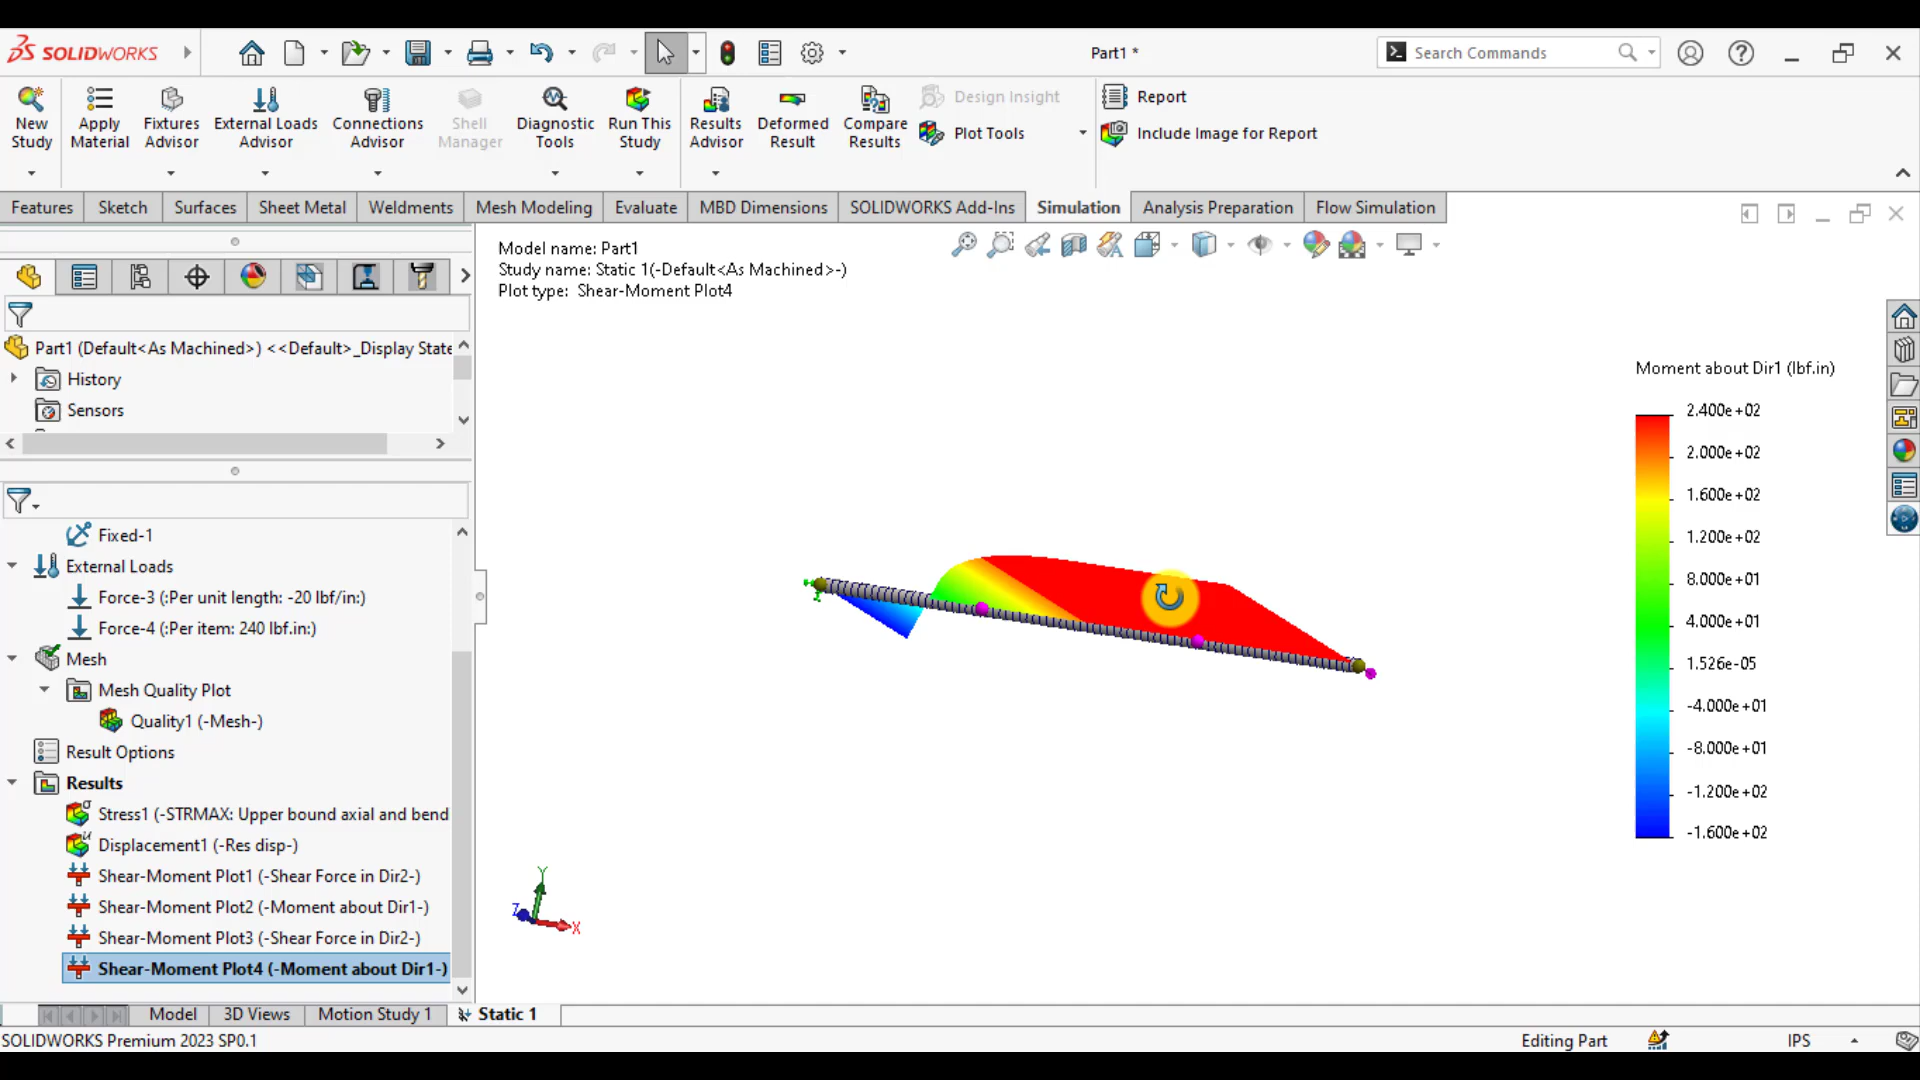 SOLIDWORKS
Part1 *
Search Commands
New Study
Apply Material
Fixtures Advisor
External Loads Advisor
Connections Advisor
Shell Manager
Diagnostic Tools
Run This Study
Results Advisor
Deformed Result
Compare Results
Design Insight
Plot Tools
Report
Include Image for Report
Features Sketch Surfaces Sheet Metal Weldments Mesh Modeling Evaluate MBD Dimensions SOLIDWORKS Add-Ins Simulation Analysis Preparation Flow Simulation
Model name: Part1
Study name: Static 1(-Default<As Machined>-)
Plot type: Shear-Moment Plot4
Part1 (Default<As Machined>) <<Default>_Display State
History
Sensors
Fixed-1
External Loads
Force-3 (:Per unit length: -20 lbf/in:)
Force-4 (:Per item: 240 lbf.in:)
Mesh
Mesh Quality Plot
Quality1 (-Mesh-)
Result Options
Results
Stress1 (-STRMAX: Upper bound axial and bend
Displacement1 (-Res disp-)
Shear-Moment Plot1 (-Shear Force in Dir2-)
Shear-Moment Plot2 (-Moment about Dir1-)
Shear-Moment Plot3 (-Shear Force in Dir2-)
Shear-Moment Plot4 (-Moment about Dir1-)
Moment about Dir1 (lbf.in)
2.400e+02
2.000e+02
1.600e+02
1.200e+02
8.000e+01
4.000e+01
1.526e-05
-4.000e+01
-8.000e+01
-1.200e+02
-1.600e+02
Y
Z
X
Model 3D Views Motion Study 1 Static 1
SOLIDWORKS Premium 2023 SP0.1
Editing Part
IPS